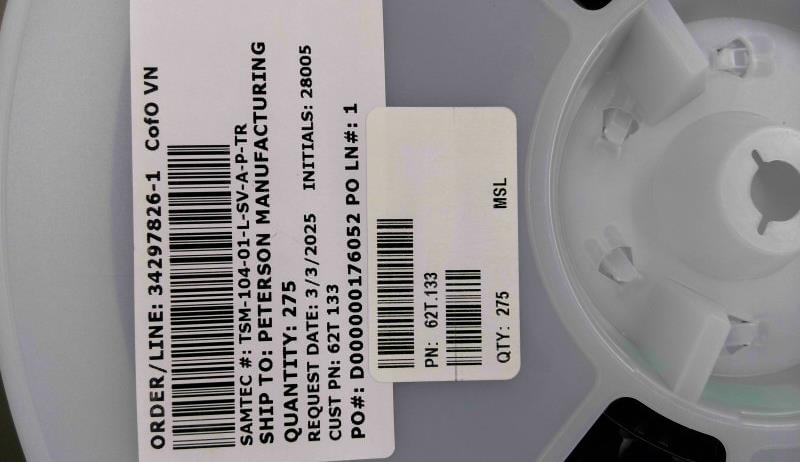 ORDER/LINE: 34297826-1 CofO VN
SAMTEC #: TSM-104-01-L-SV-A-P-TR
SHIP TO: PETERSON MANUFACTURING
QUANTITY: 275
REQUEST DATE: 3/3/2025 INITIALS: 28005
CUST PN: 62T 133
PO#: D000000176052 PO LN#: 1
PN: 62T.133
QTY: 275 MSL